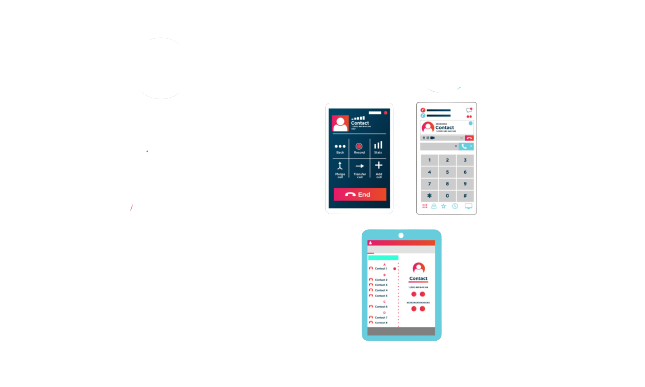 Contact
Back
Record
Stats
Merge
call
Transfer
call
Add
call
End
Contact
1
2
3
4
5
6
7
8
9
*
0
#
Contact 1
Contact 2
Contact 3
Contact 4
Contact 5
Contact 6
Contact 7
Contact 8
Contact